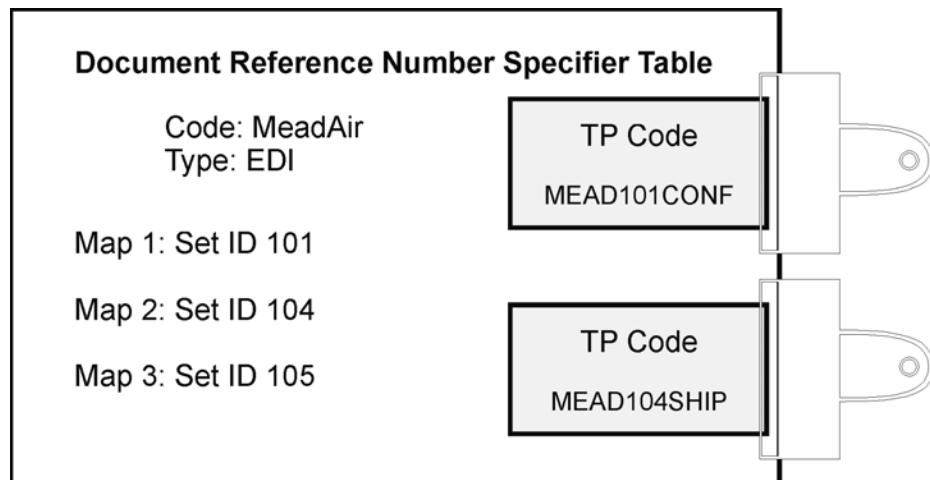 Document Reference Number Specifier Table
Code: MeadAir
Type: EDI
Map 1: Set ID 101
Map 2: Set ID 104
Map 3: Set ID 105
TP Code
MEAD101CONF
TP Code
MEAD104SHIP